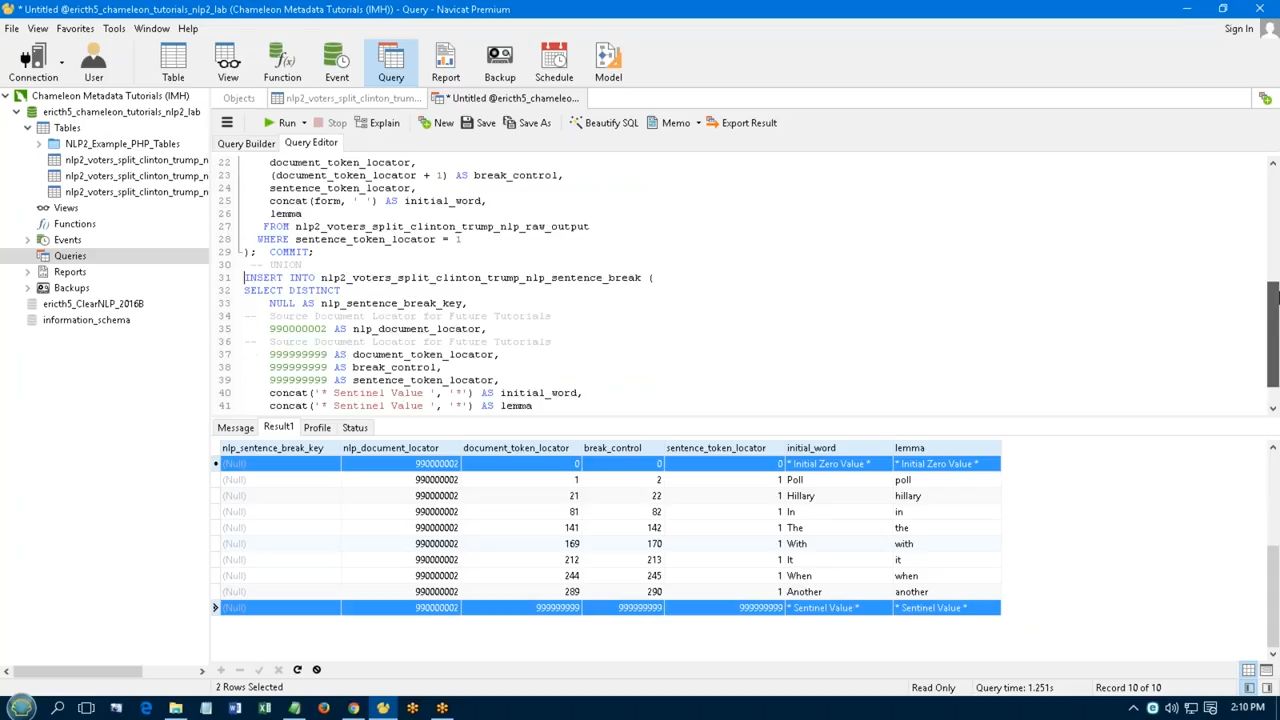 * Untitled @ericth5_chameleon_tutorials_nlp2_lab (Chameleon Metadata Tutorials (IMH)) - Query - Navicat Premium
File View Favorites Tools Window Help Sign In
Connection User Table View Function Event Query Report Backup Schedule Model
Chameleon Metadata Tutorials (IMH)
ericth5_chameleon_tutorials_nlp2_lab
Tables
NLP2_Example_PHP_Tables
nlp2_voters_split_clinton_trump_n
nlp2_voters_split_clinton_trump_n
nlp2_voters_split_clinton_trump_n
Views
Functions
Events
Queries
Reports
Backups
ericth5_ClearNLP_2016B
information_schema
Objects nlp2_voters_split_clinton_trum... * Untitled @ericth5_chameleo...
Run Stop Explain New Save Save As Beautify SQL Memo Export Result
Query Builder Query Editor
22 document_token_locator,
23 (document_token_locator + 1) AS break_control,
24 sentence_token_locator,
25 concat(form, ' ') AS initial_word,
26 lemma
27 FROM nlp2_voters_split_clinton_trump_nlp_raw_output
28 WHERE sentence_token_locator = 1
29 ); COMMIT;
30 -- UNION
31 INSERT INTO nlp2_voters_split_clinton_trump_nlp_sentence_break (
32 SELECT DISTINCT
33 NULL AS nlp_sentence_break_key,
34 -- Source Document Locator for Future Tutorials
35 990000002 AS nlp_document_locator,
36 -- Source Document Locator for Future Tutorials
37 999999999 AS document_token_locator,
38 999999999 AS break_control,
39 999999999 AS sentence_token_locator,
40 concat('* Sentinel Value ', '*') AS initial_word,
41 concat('* Sentinel Value ', '*') AS lemma
Message Result1 Profile Status
nlp_sentence_break_key nlp_document_locator document_token_locator break_control sentence_token_locator initial_word lemma
(Null) 990000002 0 0 0 * Initial Zero Value * * Initial Zero Value *
(Null) 990000002 1 2 1 Poll poll
(Null) 990000002 21 22 1 Hillary hillary
(Null) 990000002 81 82 1 In in
(Null) 990000002 141 142 1 The the
(Null) 990000002 169 170 1 With with
(Null) 990000002 212 213 1 It it
(Null) 990000002 244 245 1 When when
(Null) 990000002 289 290 1 Another another
(Null) 990000002 999999999 999999999 999999999 * Sentinel Value * * Sentinel Value *
2 Rows Selected Read Only Query time: 1.251s Record 10 of 10
2:10 PM